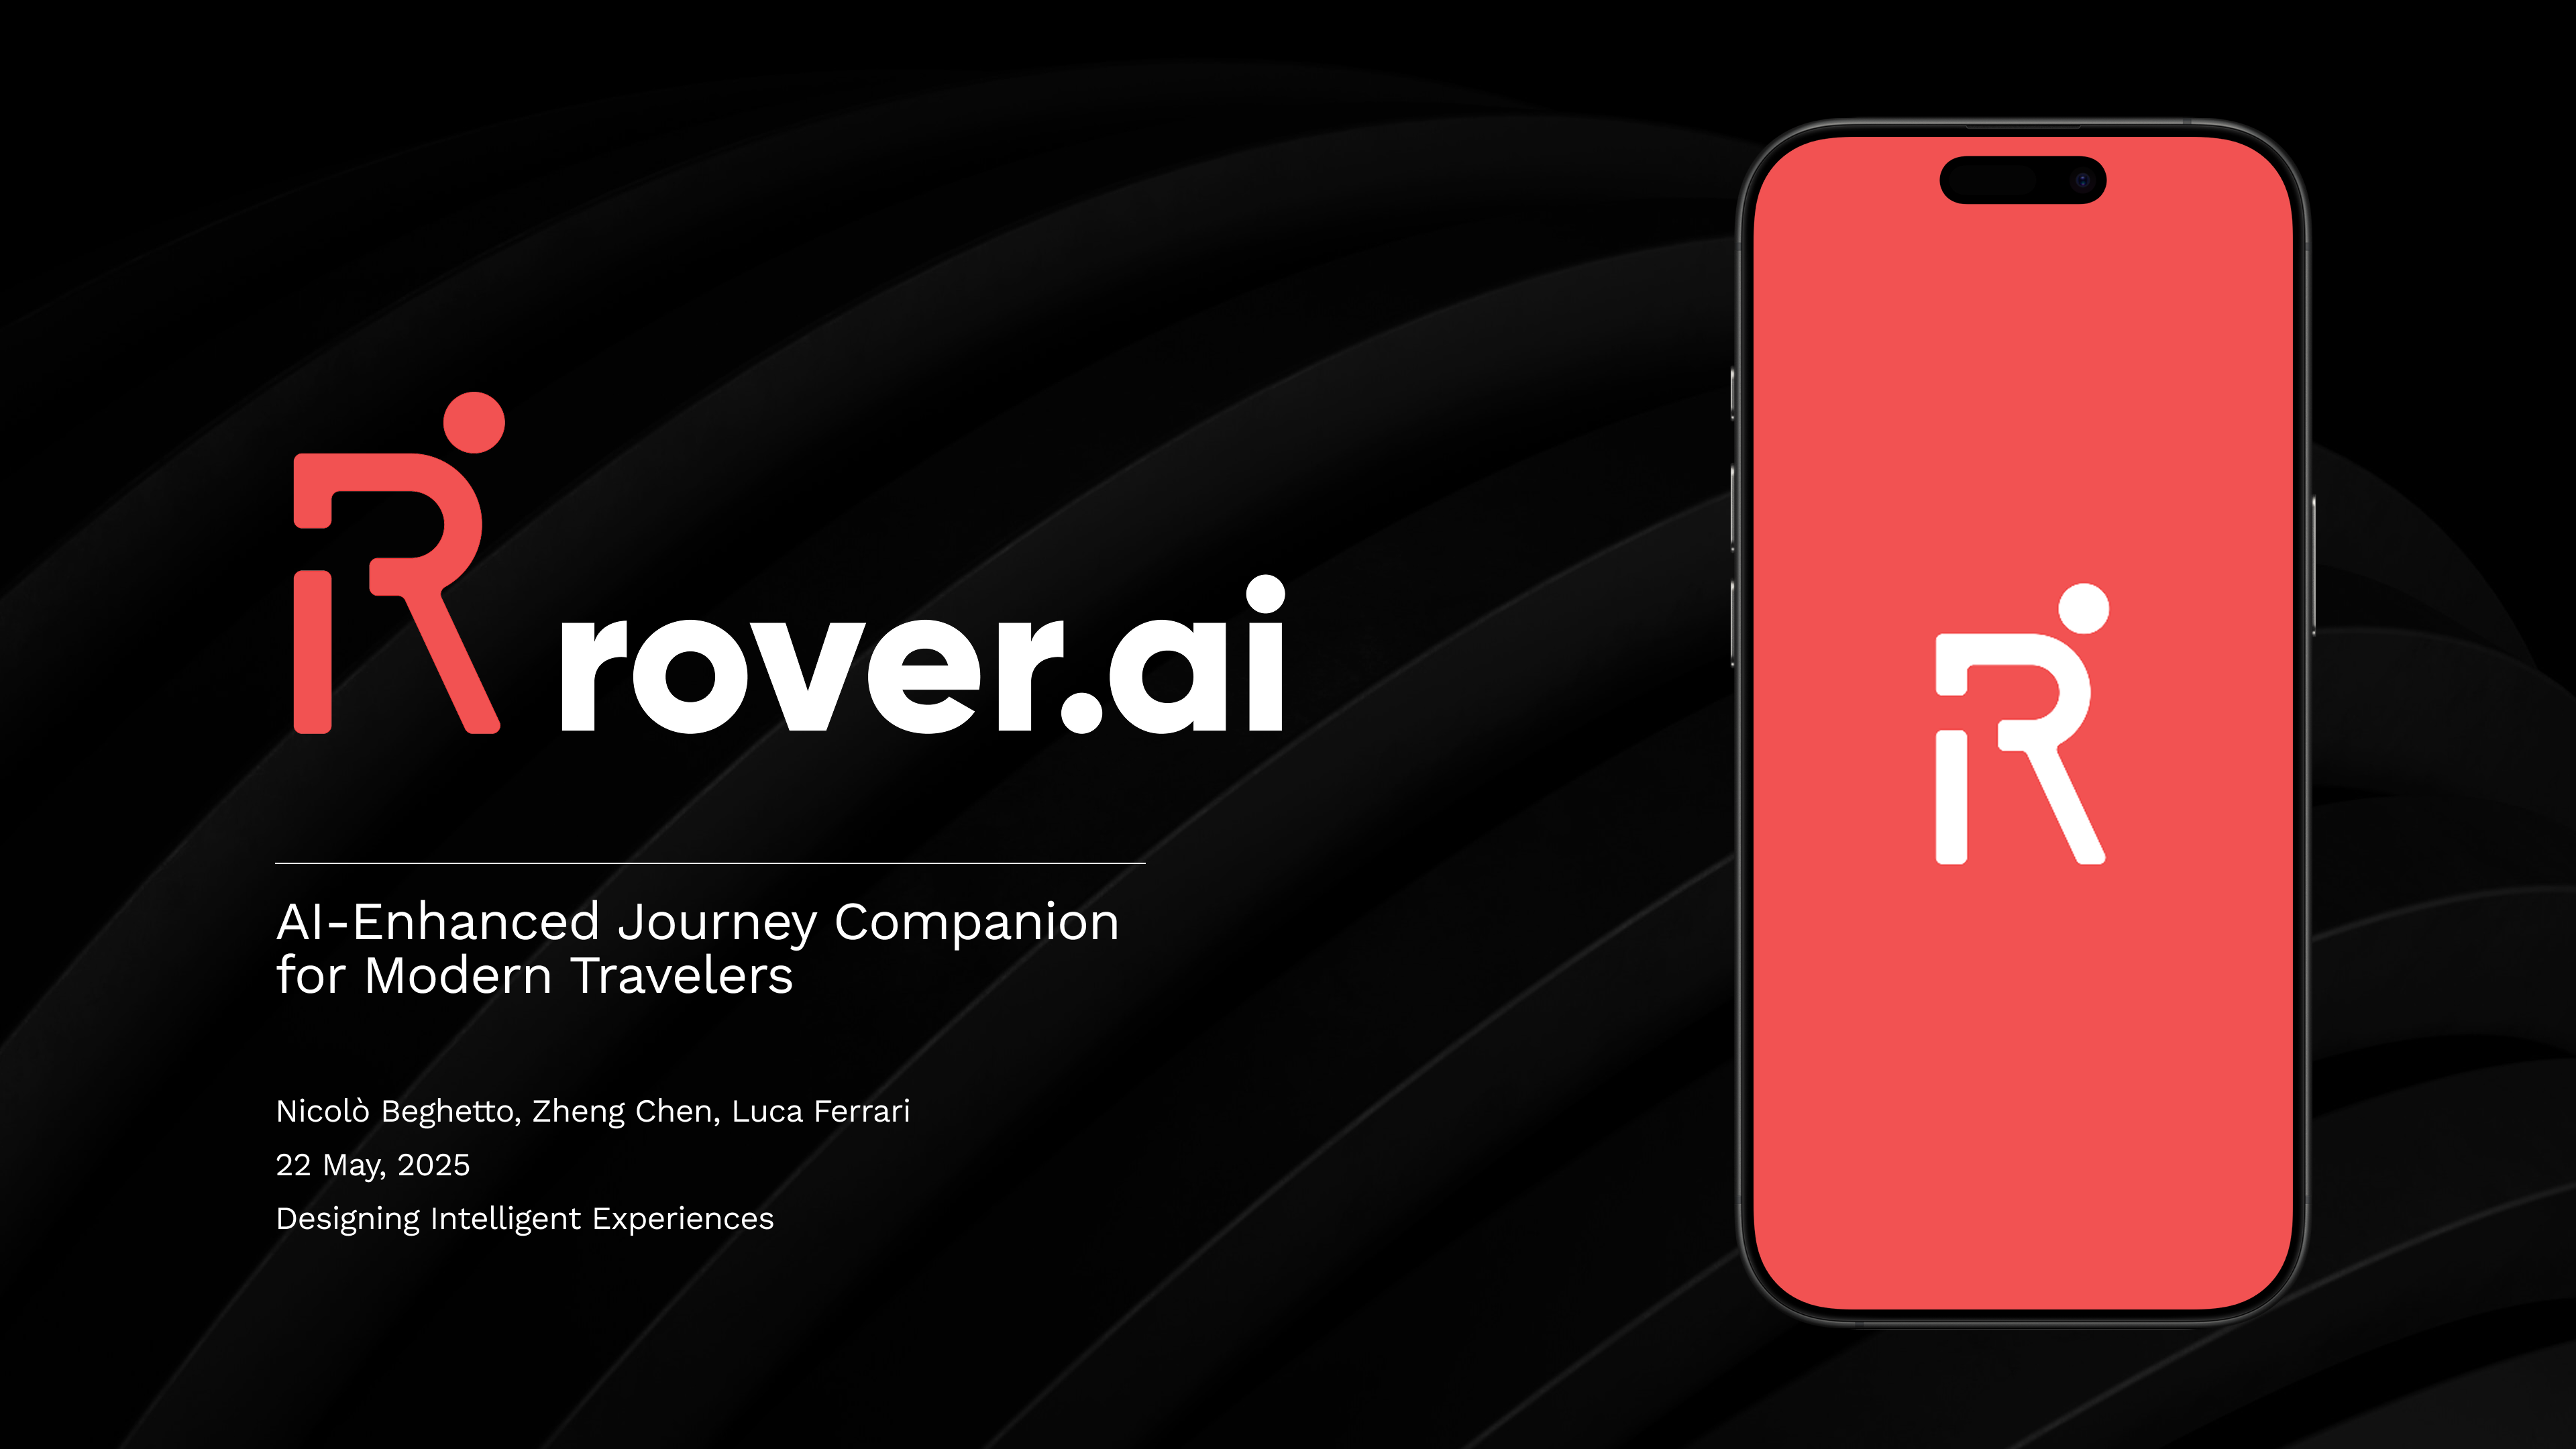 rover.ai
AI-Enhanced Journey Companion
for Modern Travelers
Nicolò Beghetto, Zheng Chen, Luca Ferrari
22 May, 2025
Designing Intelligent Experiences